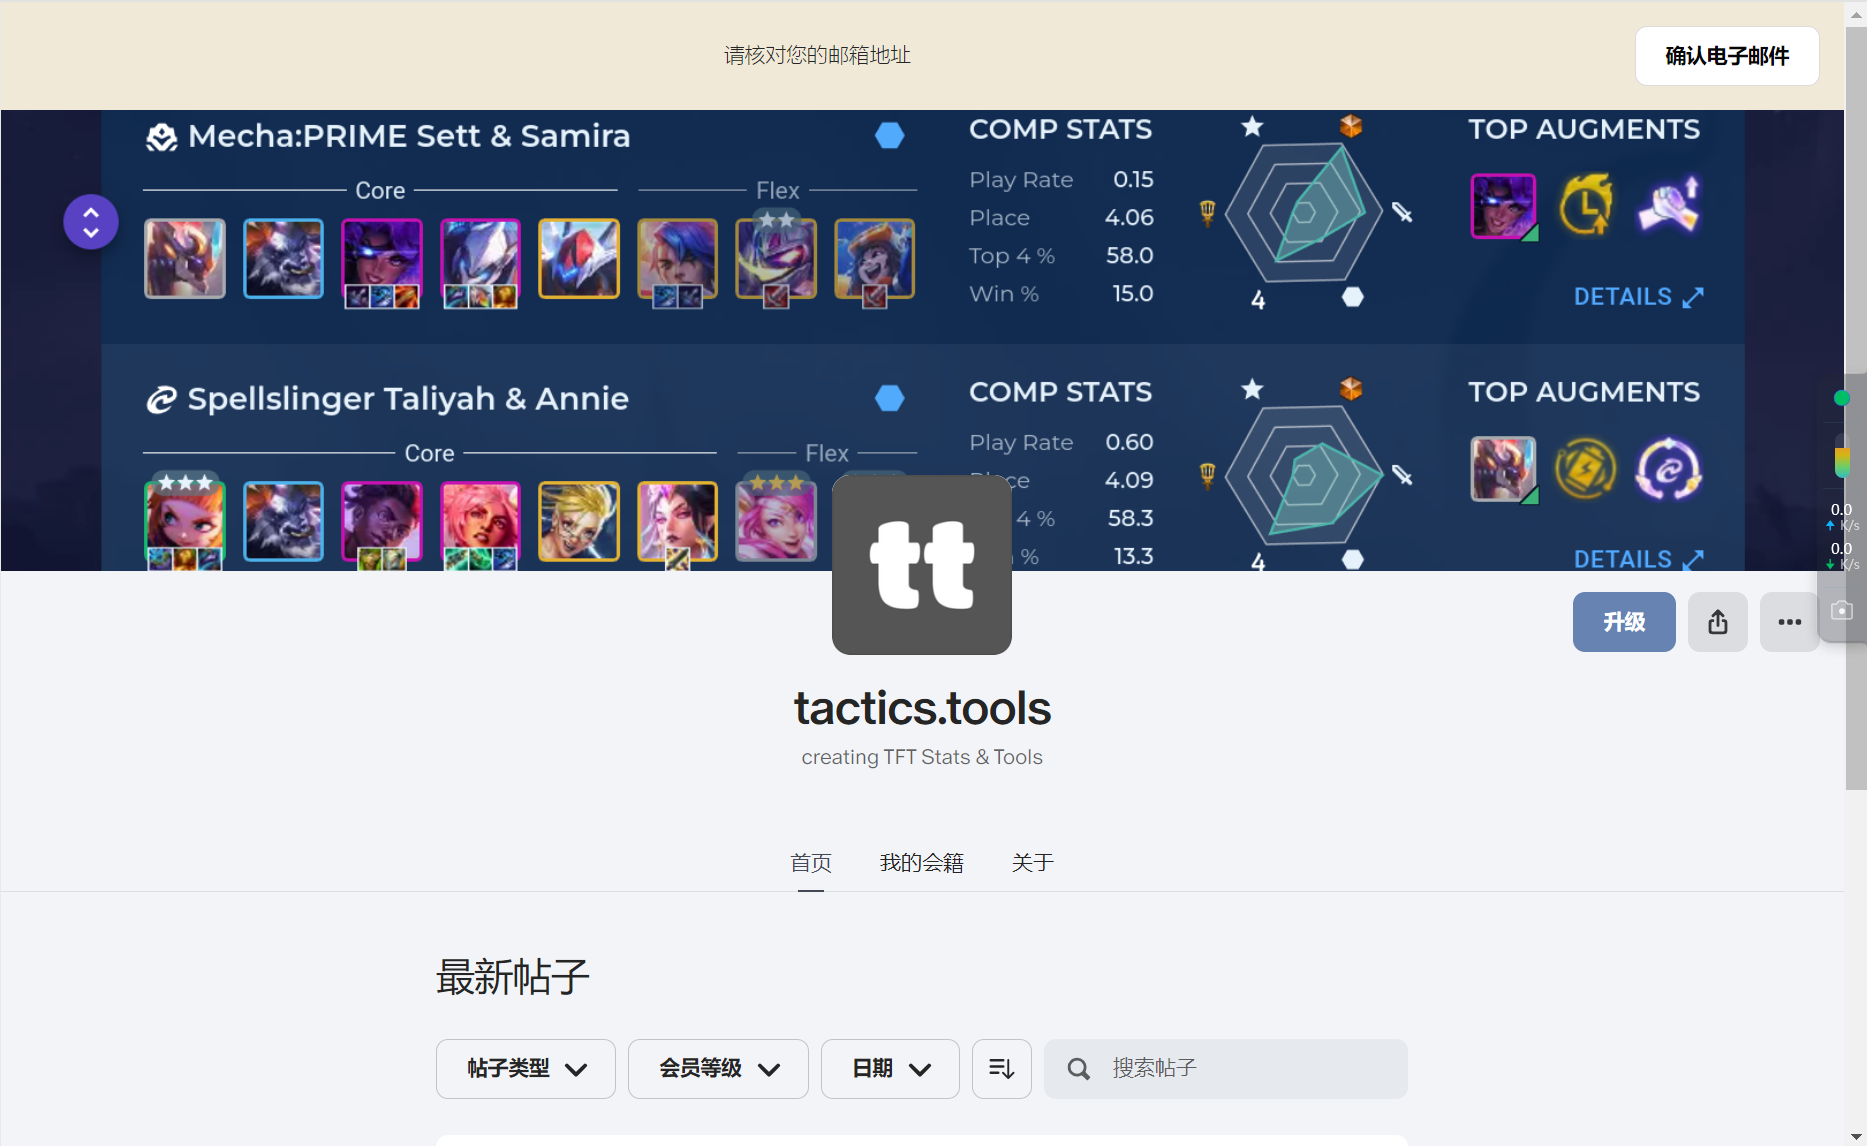 请核对您的邮箱地址
确认电子邮件
Mecha:PRIME Sett & Samira
Core
Flex
COMP STATS
Play Rate 0.15
Place 4.06
Top 4 % 58.0
Win % 15.0
4
TOP AUGMENTS
DETAILS
Spellslinger Taliyah & Annie
Core
Flex
COMP STATS
Play Rate 0.60
4.09
4 % 58.3
% 13.3
4
TOP AUGMENTS
DETAILS
0.0
K/s
0.0
K/s
tt
升级
tactics.tools
creating TFT Stats & Tools
首页 我的会籍 关于
最新帖子
帖子类型 会员等级 日期 搜索帖子